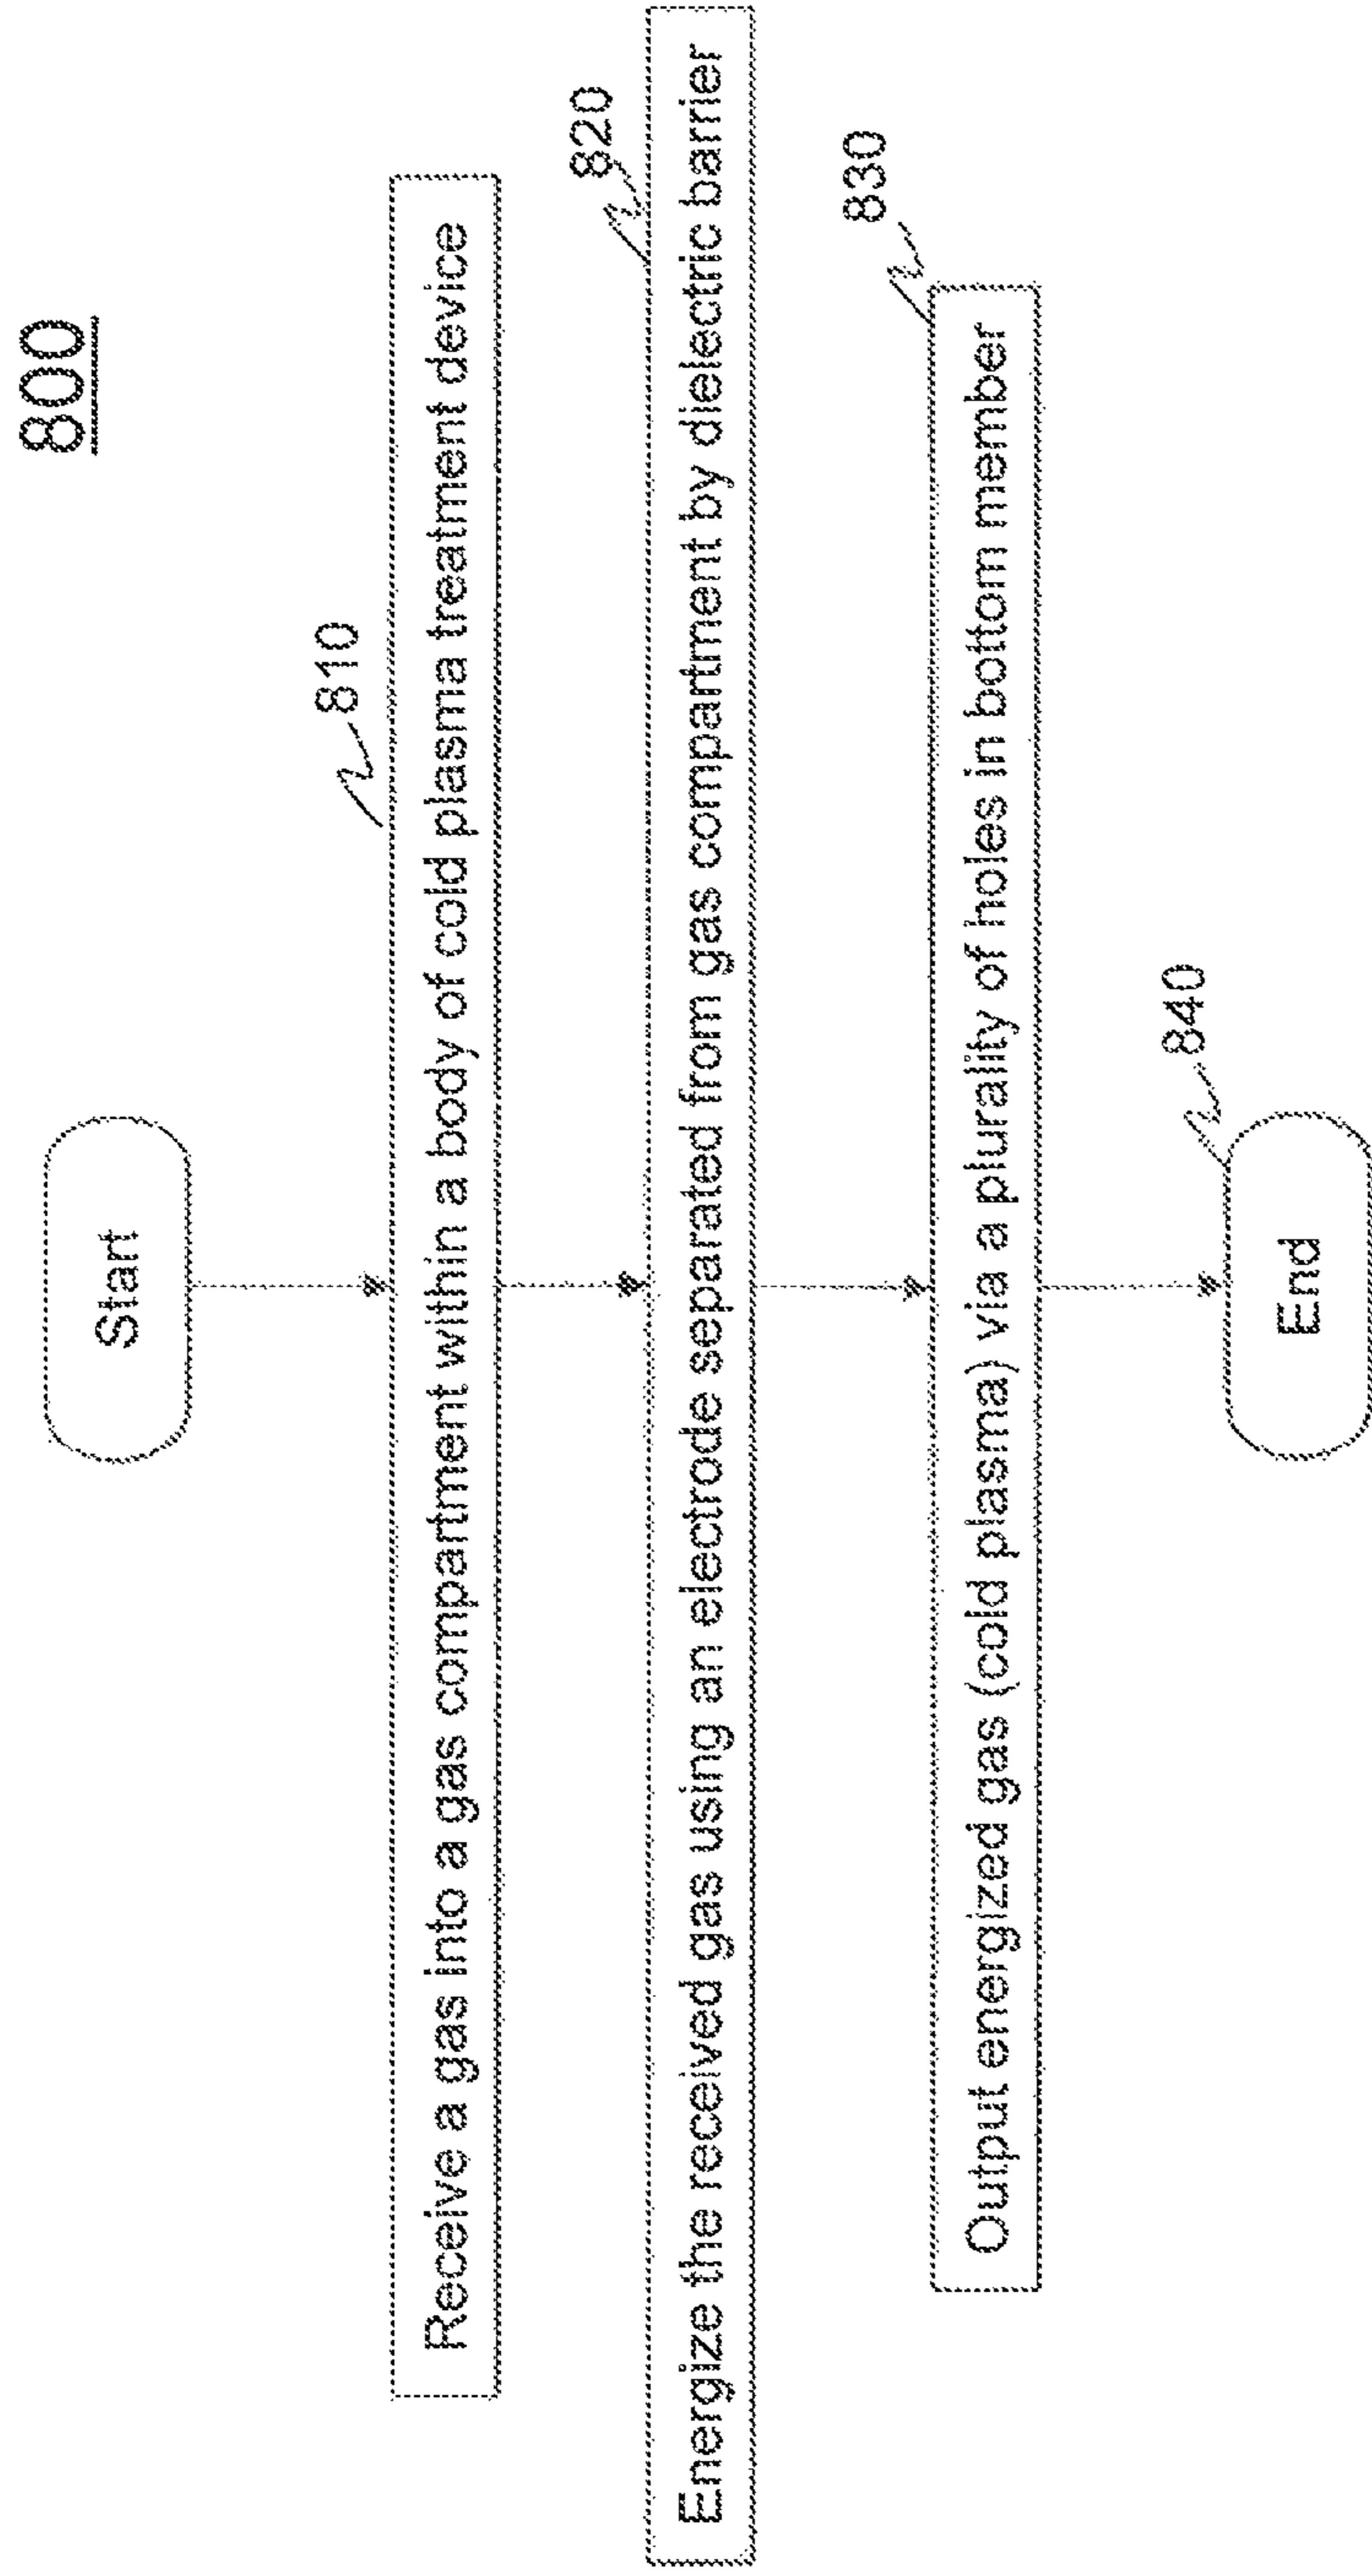 800
Start
810
Receive a gas into a gas compartment within a body of cold plasma treatment device
820
Energize the received gas using an electrode separated from gas compartment by dielectric barrier
830
Output energized gas (cold plasma) via a plurality of holes in bottom member
840
End